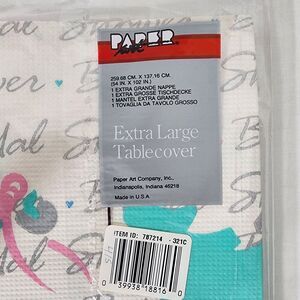 PAPER
art
259.68 CM. X 137.16 CM.
(54 IN. X 102 IN.)
1 EXTRA GRANDE NAPPE
1 EXTRA GROSSE TISCHDECKE
1 MANTEL EXTRA GRANDE
1 TOVAGLIA DA TAVOLO GROSSO
Extra Large
Tablecover
Paper Art Company, Inc.,
Indianapolis, Indiana 46218
Made in U.S.A.
ITEM ID: 787214 - 321C
0 39938 18816 0
Shower
Bridal